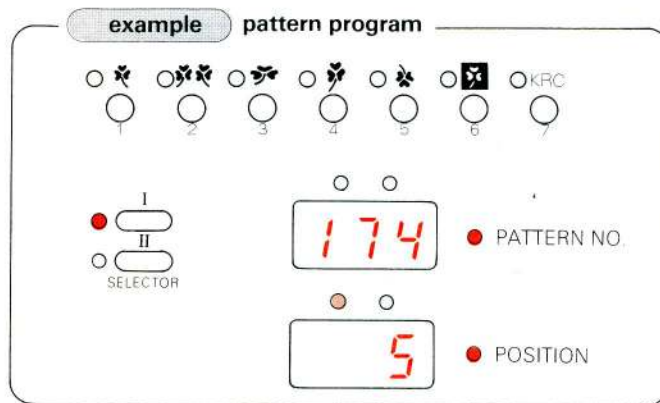 example pattern program
KRC
1 2 3 4 5 6 7
I
II
SELECTOR
174 PATTERN NO.
5 POSITION